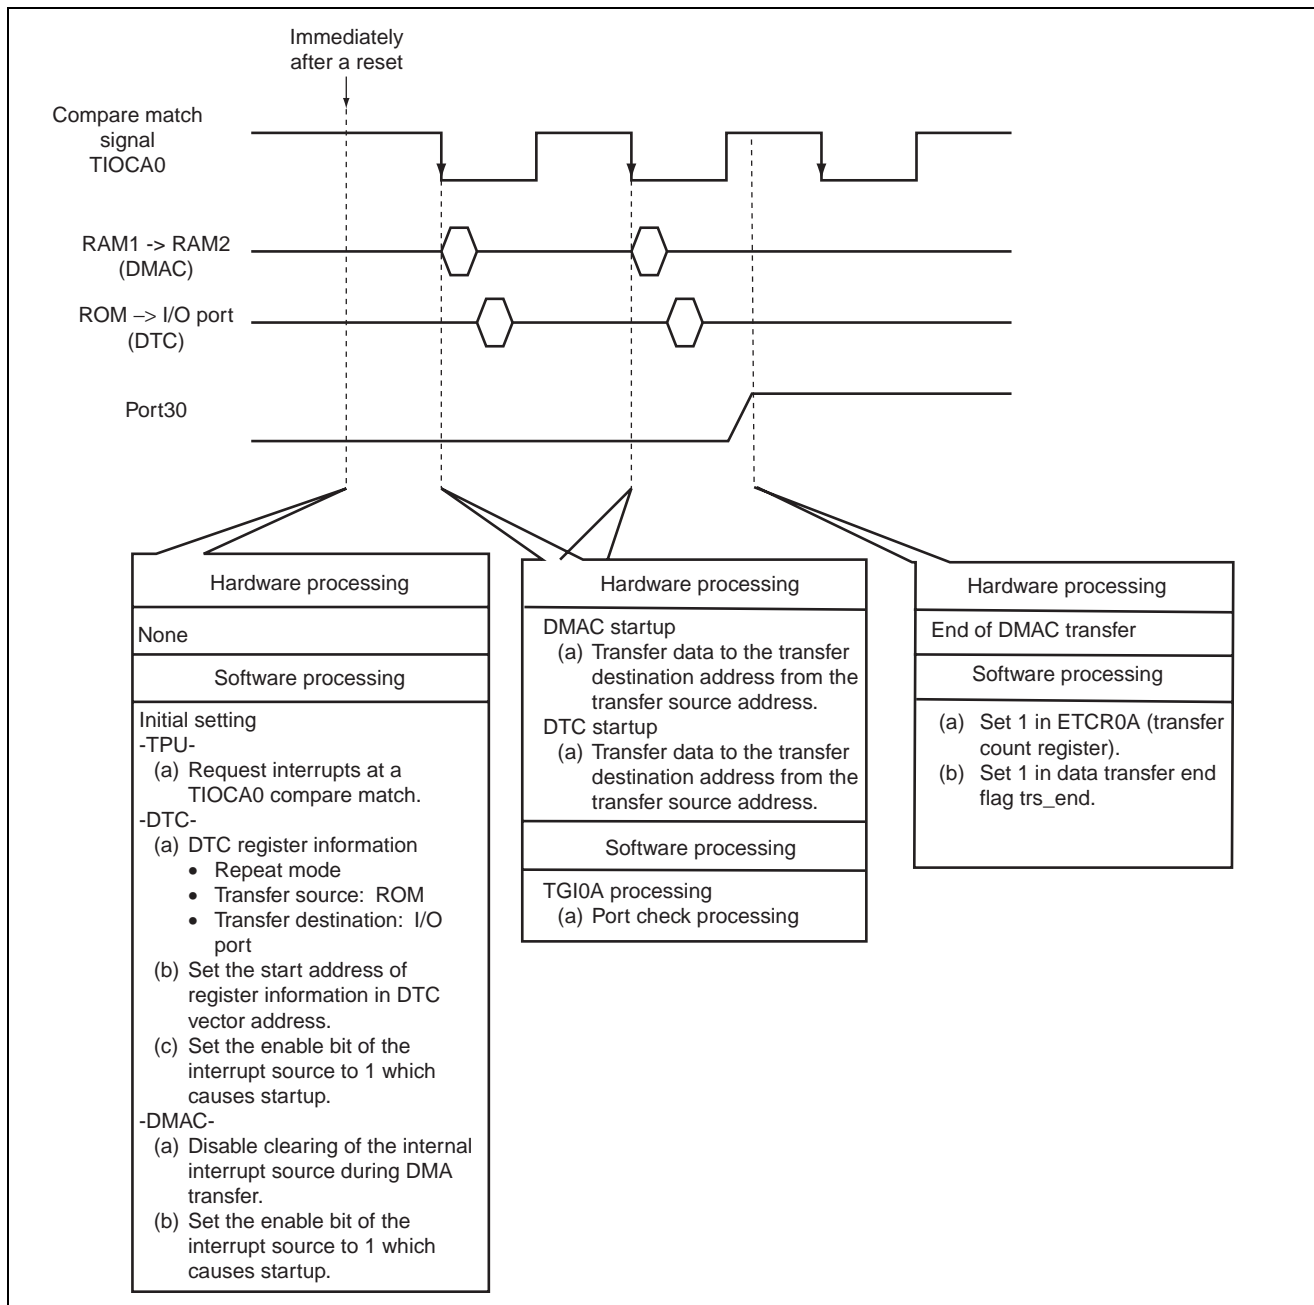 Immediately
after a reset
Compare match
signal
TIOCA0
RAM1 -> RAM2
(DMAC)
ROM –> I/O port
(DTC)
Port30
Hardware processing
None
Software processing
Initial setting
-TPU-
(a) Request interrupts at a
TIOCA0 compare match.
-DTC-
(a) DTC register information
• Repeat mode
• Transfer source: ROM
• Transfer destination: I/O
port
(b) Set the start address of
register information in DTC
vector address.
(c) Set the enable bit of the
interrupt source to 1 which
causes startup.
-DMAC-
(a) Disable clearing of the internal
interrupt source during DMA
transfer.
(b) Set the enable bit of the
interrupt source to 1 which
causes startup.
Hardware processing
DMAC startup
(a) Transfer data to the transfer
destination address from the
transfer source address.
DTC startup
(a) Transfer data to the transfer
destination address from the
transfer source address.
Software processing
TGI0A processing
(a) Port check processing
Hardware processing
End of DMAC transfer
Software processing
(a) Set 1 in ETCR0A (transfer
count register).
(b) Set 1 in data transfer end
flag trs_end.